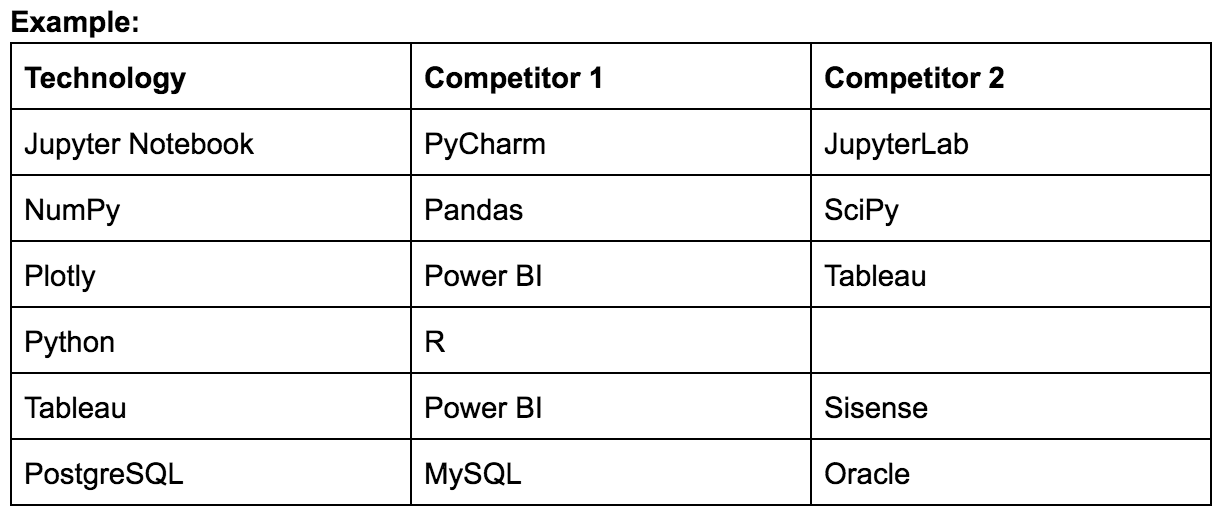 Example:
Technology Competitor 1 Competitor 2
Jupyter Notebook PyCharm JupyterLab
NumPy Pandas SciPy
Plotly Power BI Tableau
Python R
Tableau Power BI Sisense
PostgreSQL MySQL Oracle